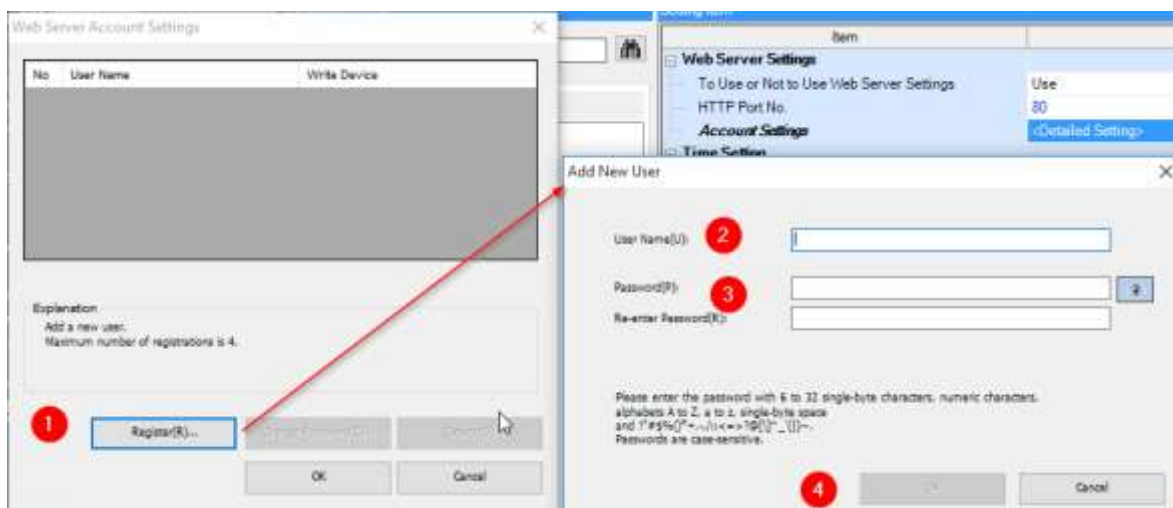 Web Server Account Settings
No User Name Write Device
Explanation
Add a new user.
Maximum number of registrations is 4.
1
Register(R)...
OK Cancel
Setting Item
Item
Web Server Settings
To Use or Not to Use Web Server Settings Use
HTTP Port No. 80
Account Settings <Detailed Setting>
Time Setting
Add New User
User Name(U): 2
Password(P): 3
Re-enter Password(R):
Please enter the password with 6 to 32 single-byte characters, numeric characters,
alphabets A to Z, a to z, single-byte space
Passwords are case-sensitive.
4
Cancel